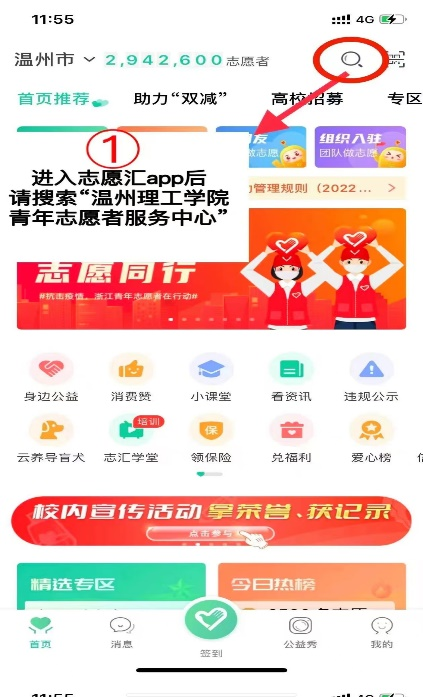 11:55
4G
温州市
2,942,600 志愿者
首页推荐
助力“双减”
高校招募
专区
①
进入志愿汇app后
请搜索“温州理工学院
青年志愿者服务中心”
友
做志愿
组织入驻
团队做志愿
管理规则（2022...
志愿同行
#抗击疫情，浙江青年志愿者在行动#
身边公益
消费赞
小课堂
看资讯
违规公示
培训
保
云养导盲犬
志汇学堂
领保险
兑福利
爱心榜
校内宣传活动 拿荣誉、获记录
点击参与
精选专区
今日热榜
首页
消息
签到
公益秀
我的
11:55
4G